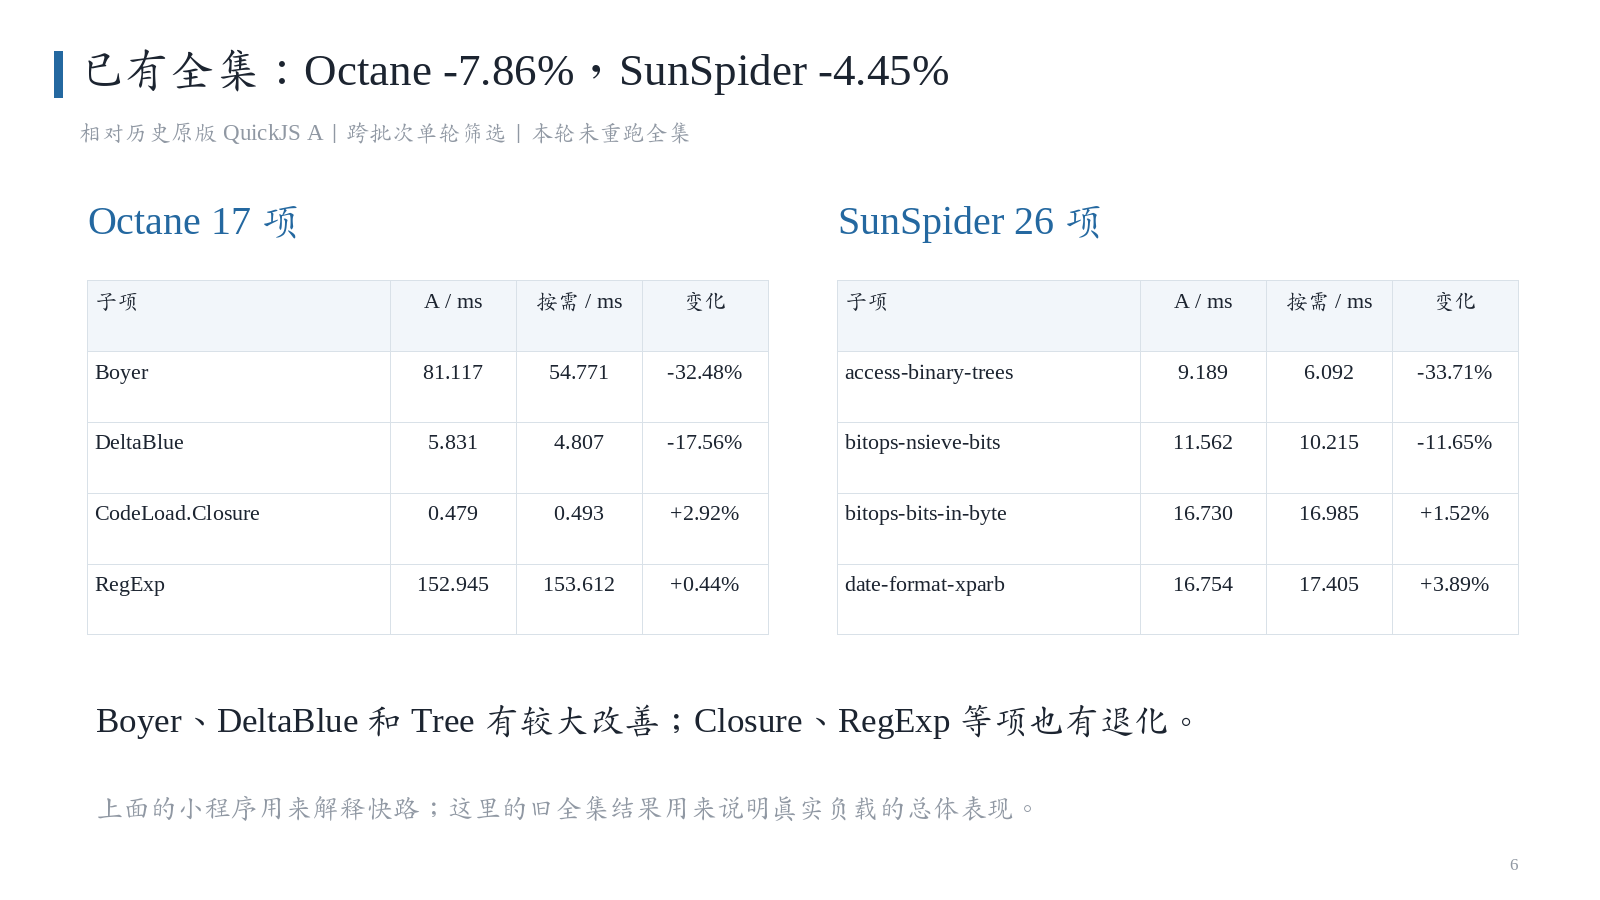 已有全集：Octane -7.86%，SunSpider -4.45%
相对历史原版 QuickJS A｜跨批次单轮筛选｜本轮未重跑全集
Octane 17 项
子项 A / ms 按需 / ms 变化
Boyer 81.117 54.771 -32.48%
DeltaBlue 5.831 4.807 -17.56%
CodeLoad.Closure 0.479 0.493 +2.92%
RegExp 152.945 153.612 +0.44%
SunSpider 26 项
子项 A / ms 按需 / ms 变化
access-binary-trees 9.189 6.092 -33.71%
bitops-nsieve-bits 11.562 10.215 -11.65%
bitops-bits-in-byte 16.730 16.985 +1.52%
date-format-xparb 16.754 17.405 +3.89%
Boyer、DeltaBlue 和 Tree 有较大改善；Closure、RegExp 等项也有退化。
上面的小程序用来解释快路；这里的旧全集结果用来说明真实负载的总体表现。
6